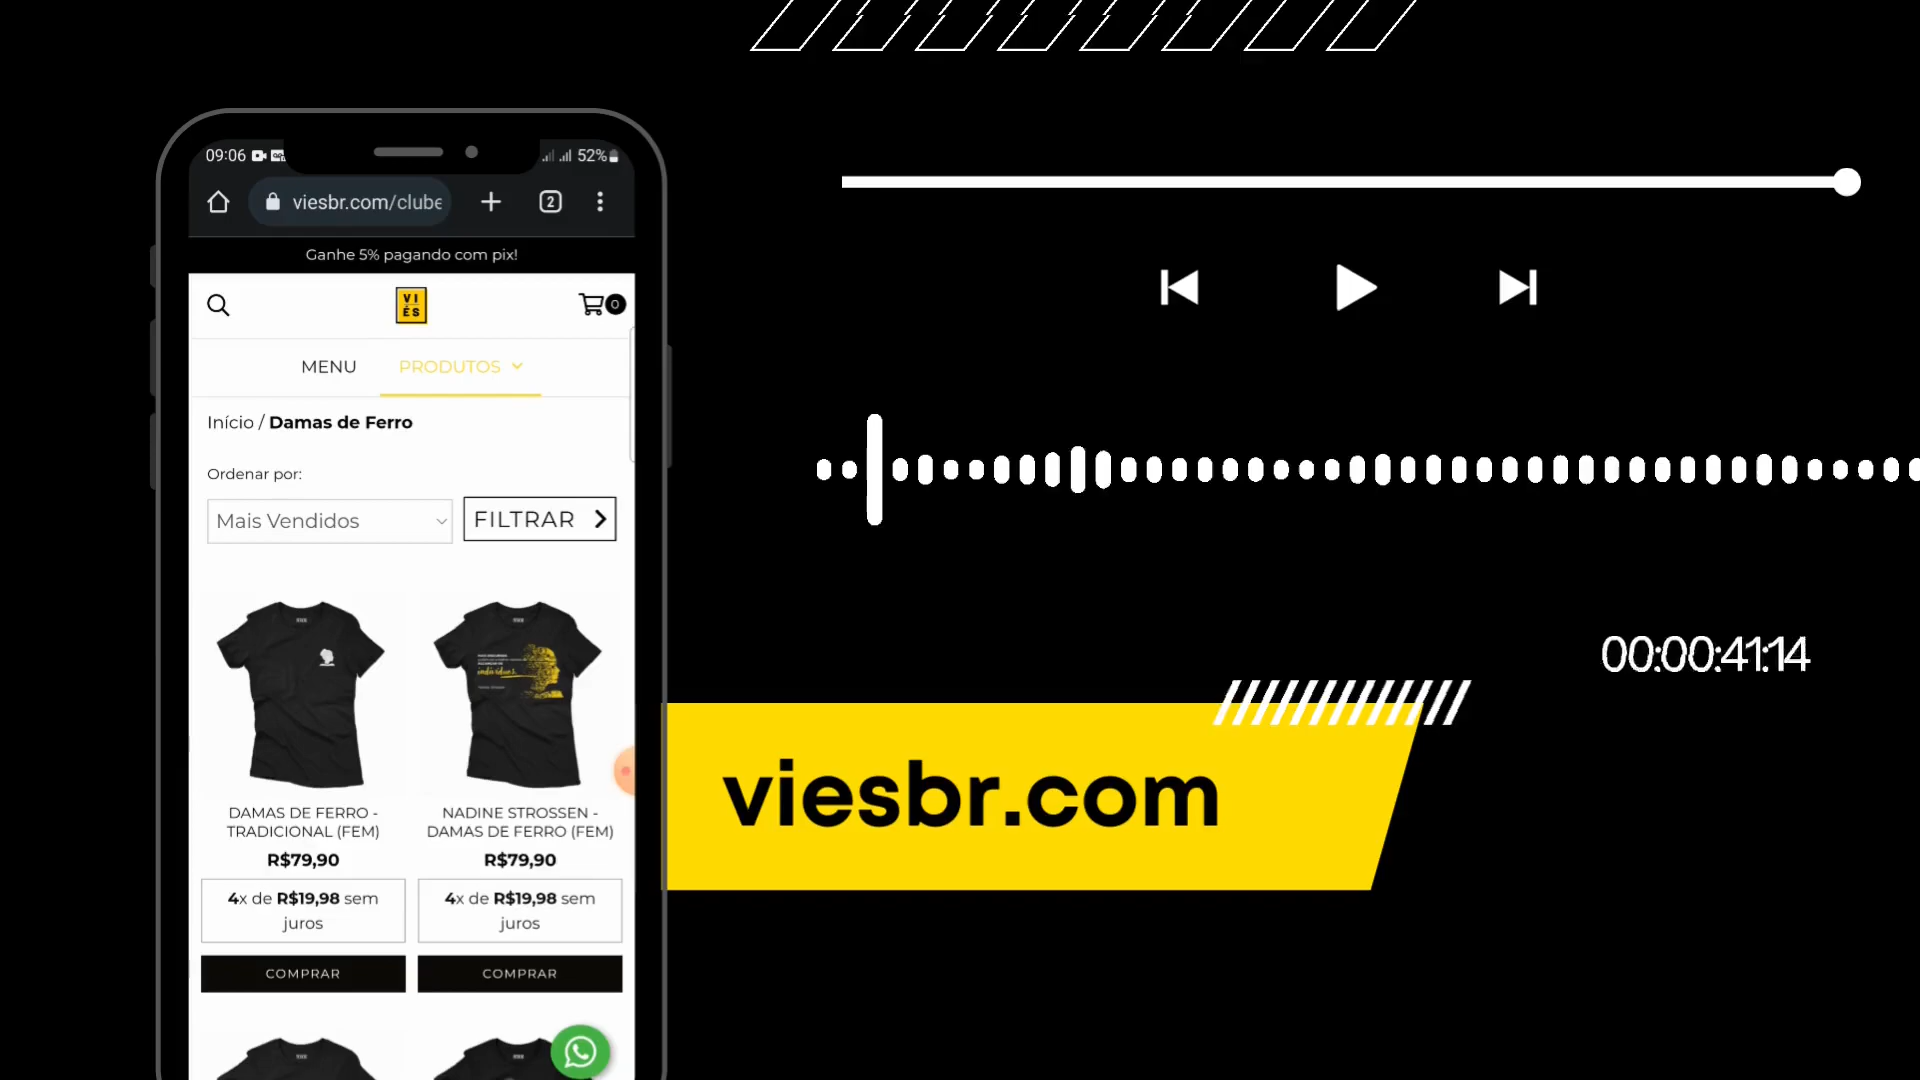 09:06
52%
viesbr.com/clube
2
Ganhe 5% pagando com pix!
VI
ÉS
0
MENU
PRODUTOS
Início / Damas de Ferro
Ordenar por:
Mais Vendidos
FILTRAR
DAMAS DE FERRO -
TRADICIONAL (FEM)
R$79,90
4x de R$19,98 sem
juros
COMPRAR
NADINE STROSSEN -
DAMAS DE FERRO (FEM)
R$79,90
4x de R$19,98 sem
juros
COMPRAR
00:00:41:14
viesbr.com